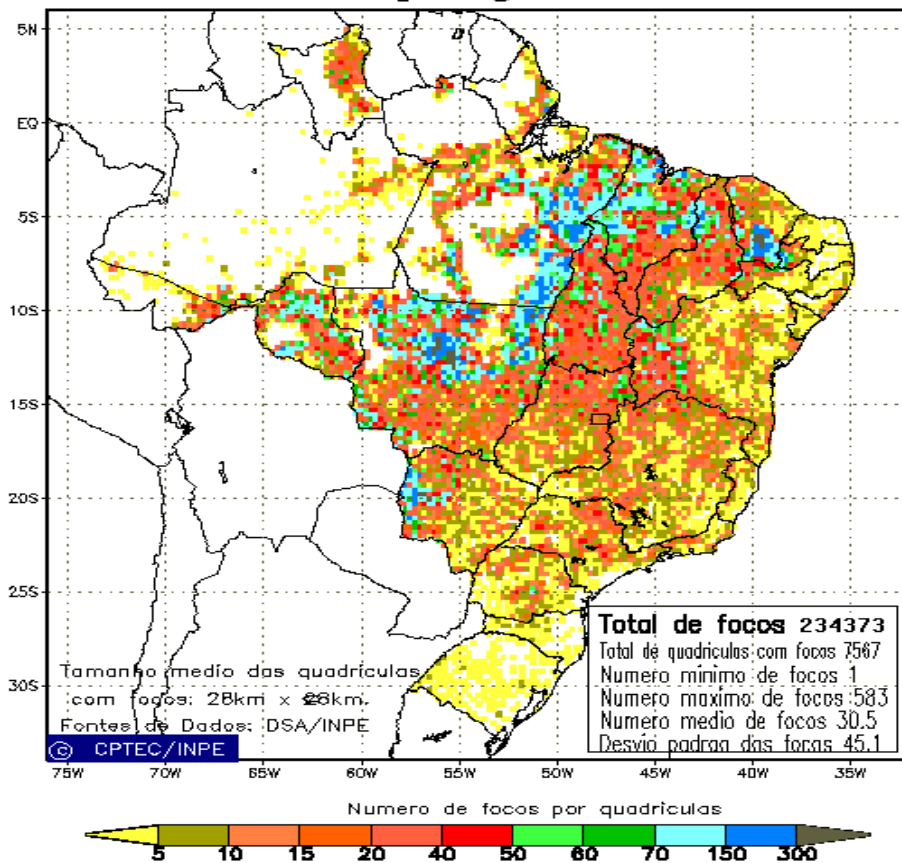 5N
EQ
5S
10S
15S
20S
25S
30S
Total de focos 234373
Total de quadriculas com focos 7567
Numero minimo de focos 1
Numero maximo de focos 583
Numero medio de focos 30.5
Desvio padrao dos focos 45.1
Tamanho medio das quadriculas
com focos: 28km x 28km.
Fontes de Dados: DSA/INPE
© CPTEC/INPE
75W 70W 65W 60W 55W 50W 45W 40W 35W
Numero de focos por quadriculas
5 10 15 20 40 50 60 70 150 300